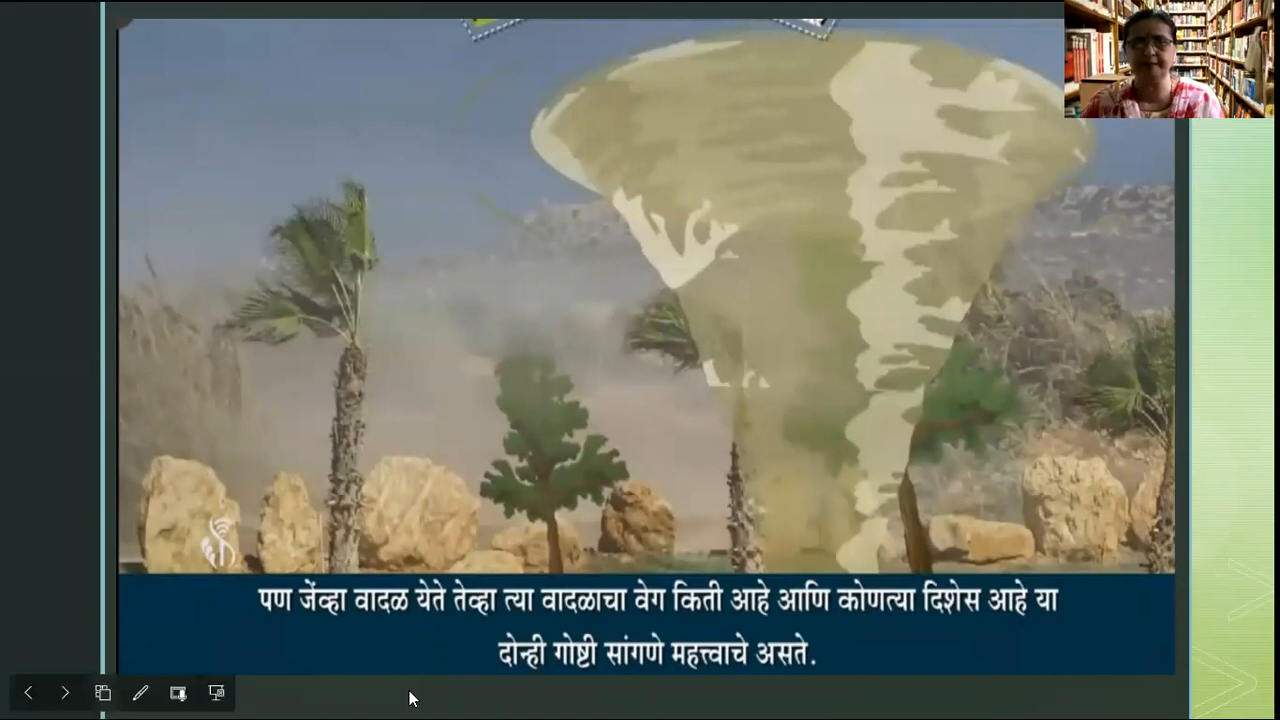 पण जेंव्हा वादळ येते तेव्हा त्या वादळाचा वेग किती आहे आणि कोणत्या दिशेस आहे या
दोन्ही गोष्टी सांगणे महत्त्वाचे असते.